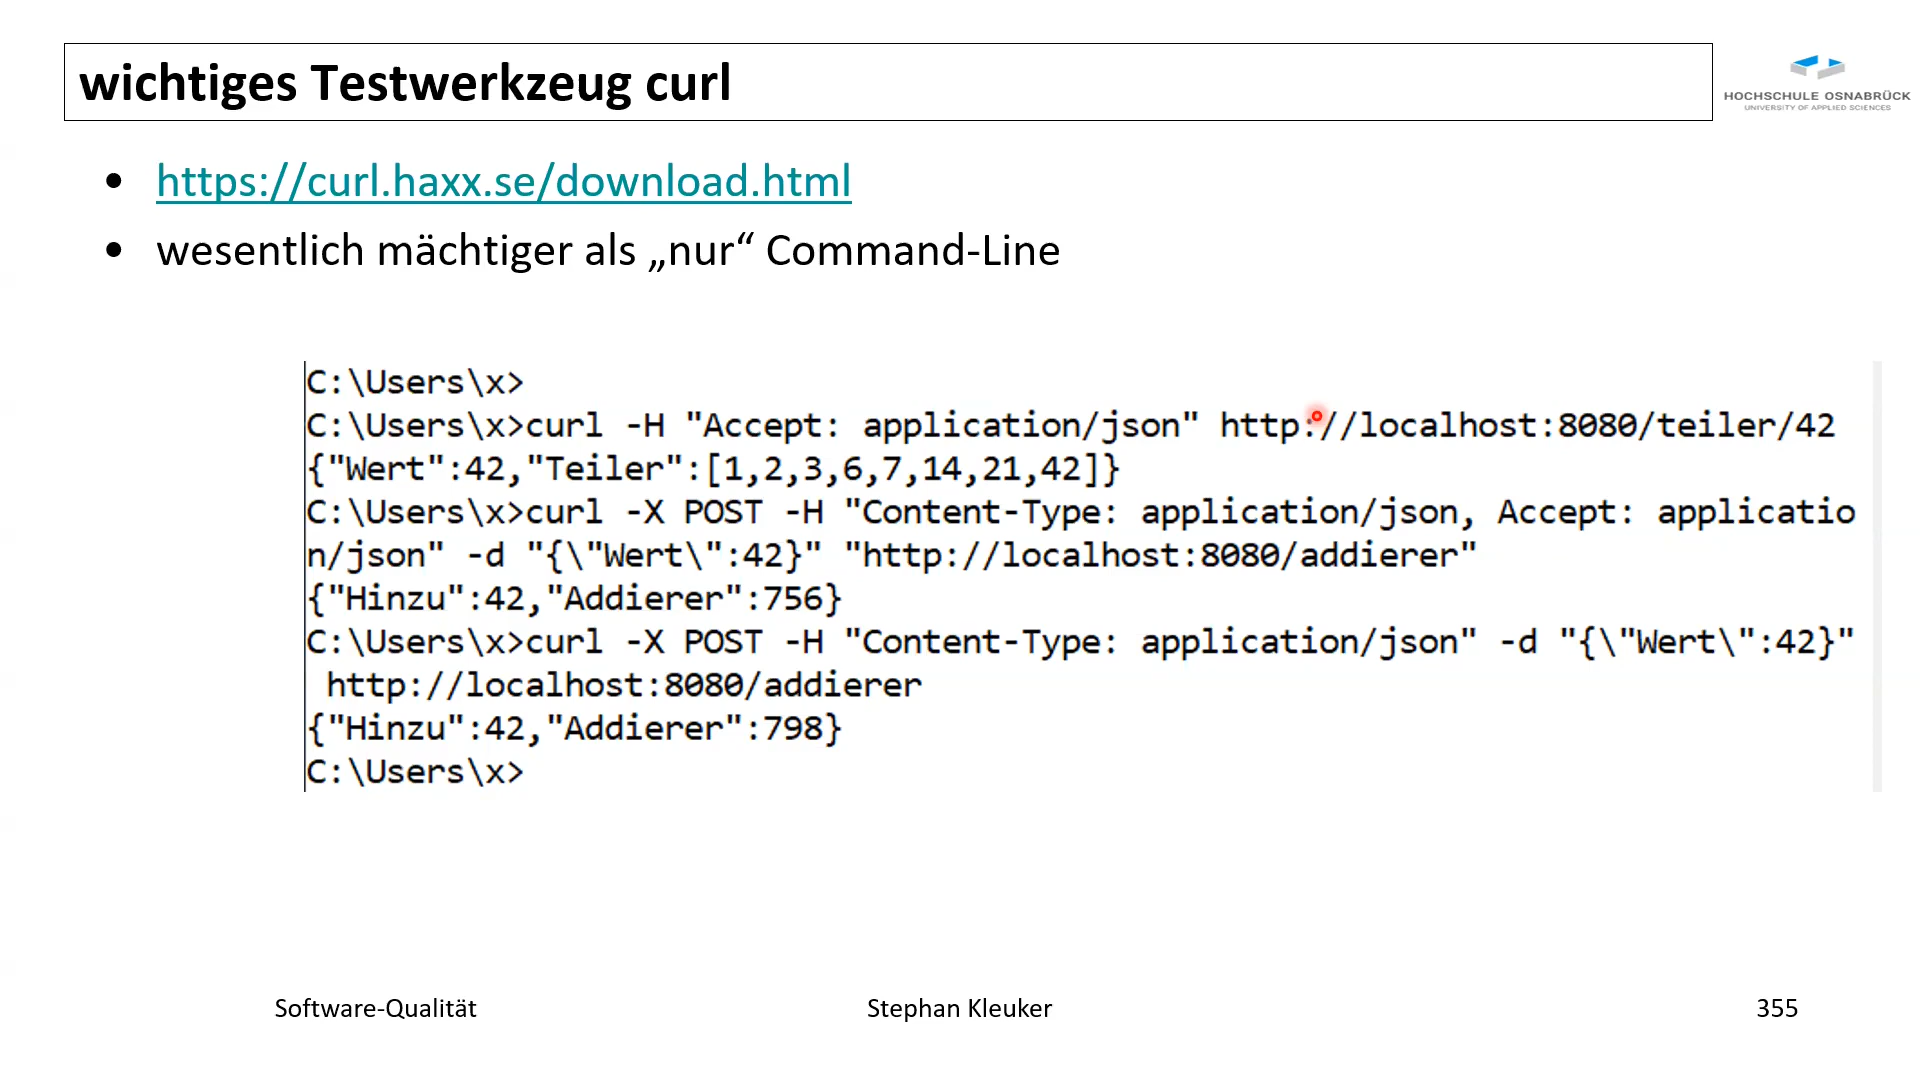 wichtiges Testwerkzeug curl
HOCHSCHULE OSNABRÜCK
UNIVERSITY OF APPLIED SCIENCES
• https://curl.haxx.se/download.html
• wesentlich mächtiger als „nur“ Command-Line
C:\Users\x>
C:\Users\x>curl -H "Accept: application/json" http://localhost:8080/teiler/42
{"Wert":42,"Teiler":[1,2,3,6,7,14,21,42]}
C:\Users\x>curl -X POST -H "Content-Type: application/json, Accept: applicatio
n/json" -d "{\"Wert\":42}" "http://localhost:8080/addierer"
{"Hinzu":42,"Addierer":756}
C:\Users\x>curl -X POST -H "Content-Type: application/json" -d "{\"Wert\":42}"
http://localhost:8080/addierer
{"Hinzu":42,"Addierer":798}
C:\Users\x>
Software-Qualität
Stephan Kleuker
355